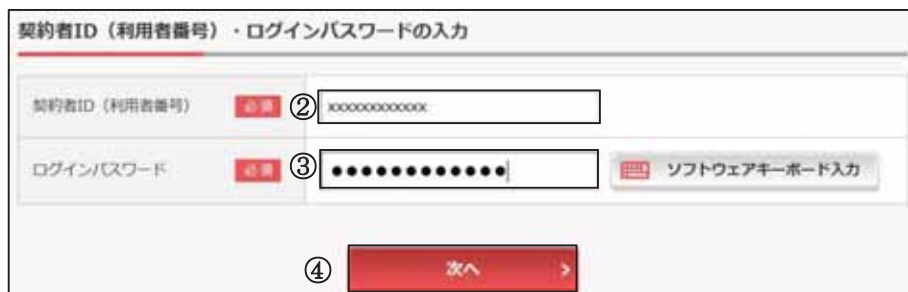 契約者ID（利用者番号）・ログインパスワードの入力
契約者ID（利用者番号） 必須 ② xxxxxxxxxxxx
ログインパスワード 必須 ③ ●●●●●●●●●●●● ソフトウェアキーボード入力
④ 次へ >